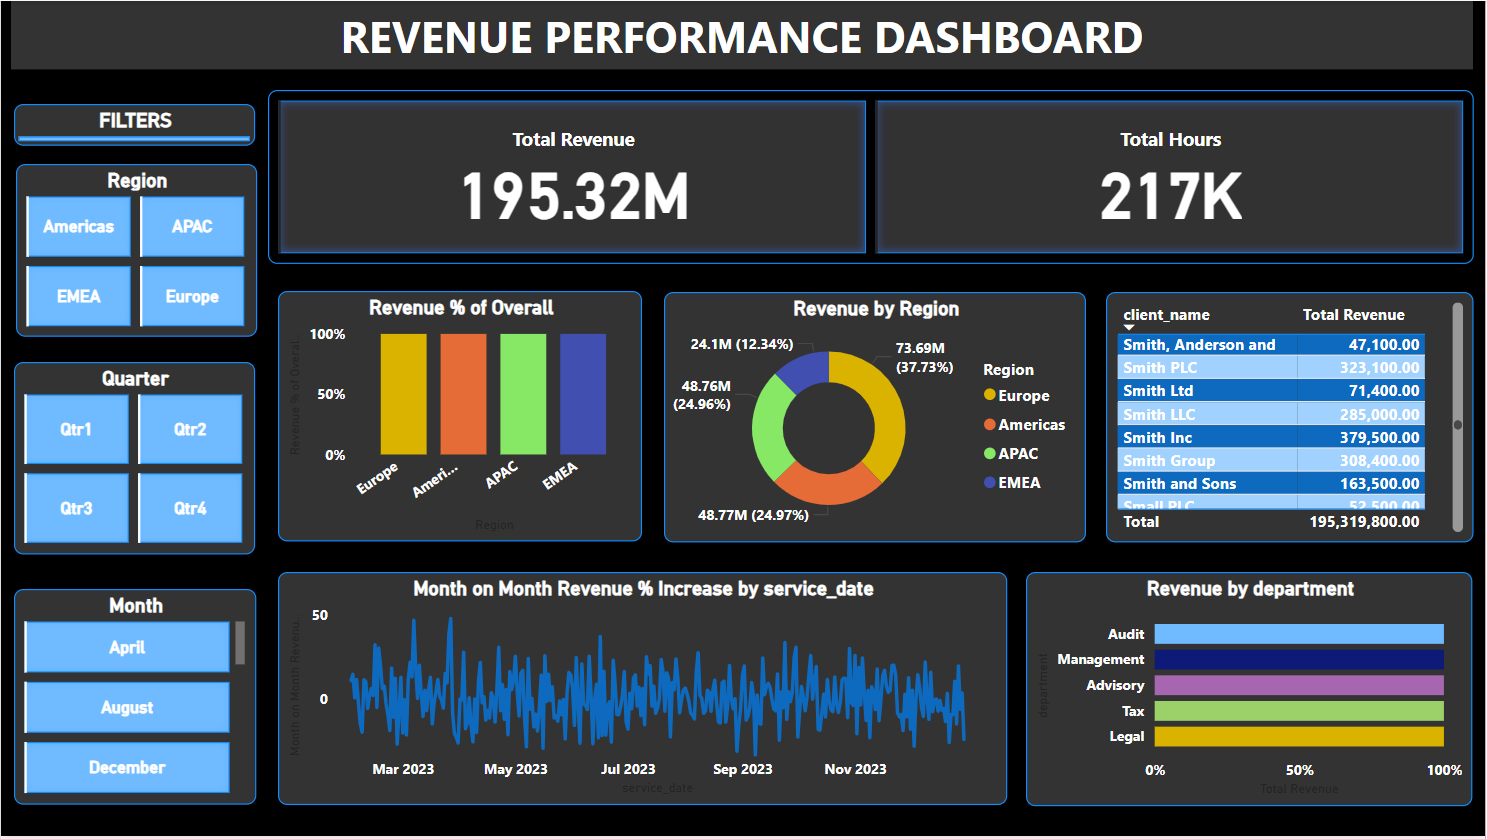 REVENUE PERFORMANCE DASHBOARD
FILTERS
Region
Americas
APAC
EMEA
Europe
Quarter
Qtr1
Qtr2
Qtr3
Qtr4
Month
April
August
December
Total Revenue
195.32M
Total Hours
217K
Revenue % of Overall
Revenue % of Overal...
100%
50%
0%
Europe
Ameri...
APAC
EMEA
Region
Revenue by Region
24.1M (12.34%)
73.69M
(37.73%)
48.76M
(24.96%)
48.77M (24.97%)
Region
Europe
Americas
APAC
EMEA
client_name Total Revenue
Smith, Anderson and 47,100.00
Smith PLC 323,100.00
Smith Ltd 71,400.00
Smith LLC 285,000.00
Smith Inc 379,500.00
Smith Group 308,400.00
Smith and Sons 163,500.00
Small PLC 52,500.00
Total 195,319,800.00
Month on Month Revenue % Increase by service_date
Month on Month Revenu...
50
0
Mar 2023
May 2023
Jul 2023
Sep 2023
Nov 2023
service_date
Revenue by department
department
Audit
Management
Advisory
Tax
Legal
0%
50%
100%
Total Revenue